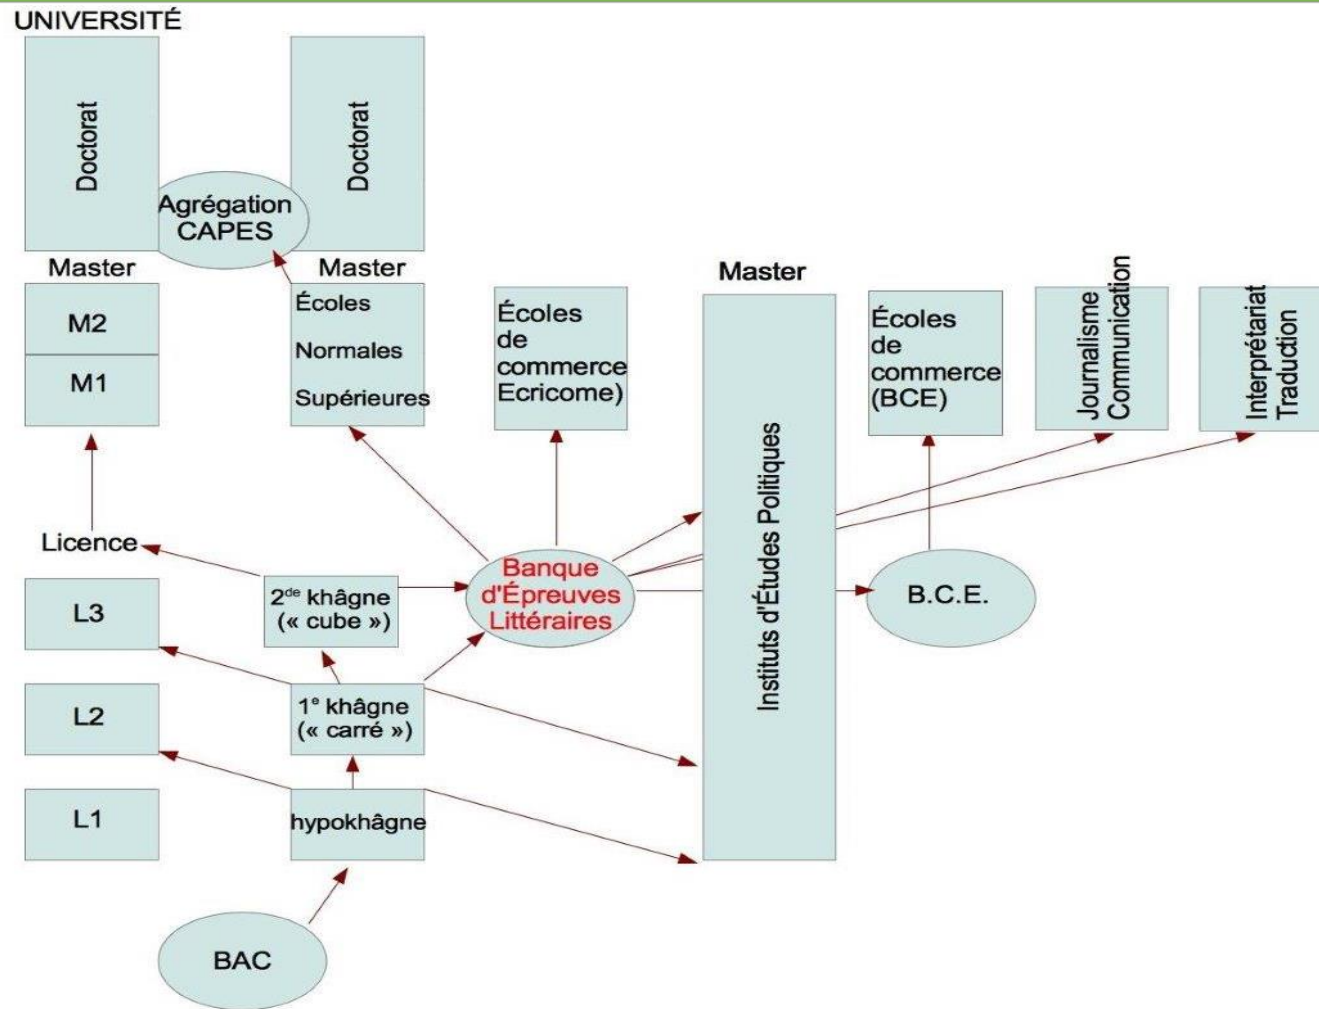 UNIVERSITÉ
Doctorat
Doctorat
Agrégation
CAPES
Master
Master
Master
M2
M1
Écoles
Normales
Supérieures
Écoles
de
commerce
Ecricome)
Instituts d'Études Politiques
Écoles
de
commerce
(BCE)
Journalisme
Communication
Interprétariat
Traduction
Licence
L3
2de khâgne
(« cube »)
Banque
d'Épreuves
Littéraires
B.C.E.
L2
1e khâgne
(« carré »)
L1
hypokhâgne
BAC